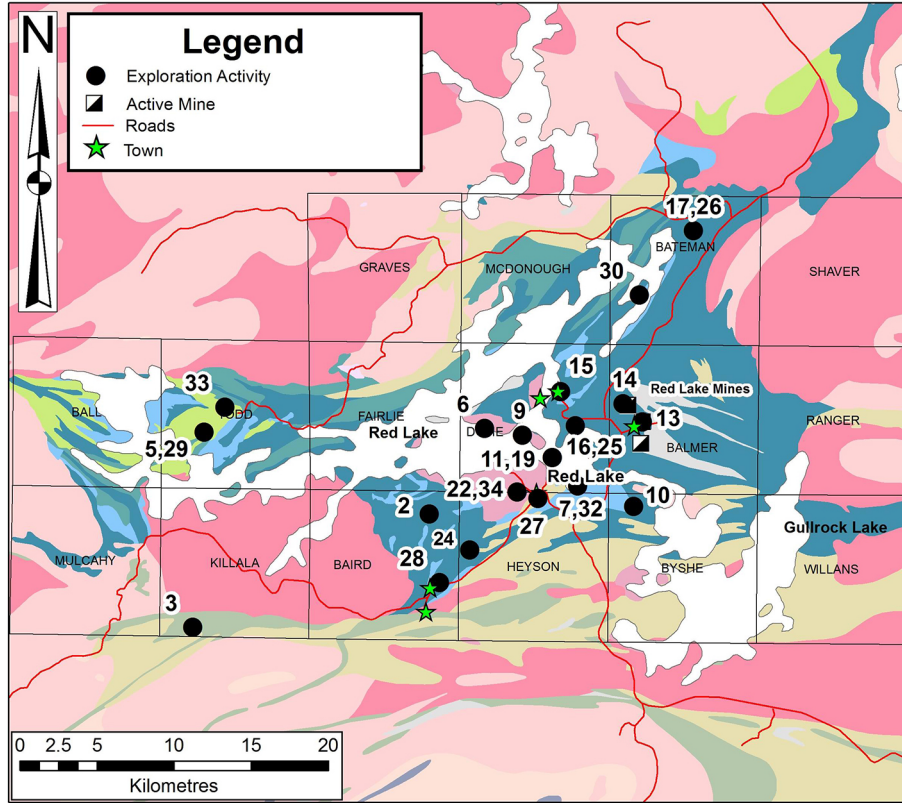 N
Legend
Exploration Activity
Active Mine
Roads
Town
17,26
BATEMAN
GRAVES
MCDONOUGH
SHAVER
30
33
15
14
Red Lake Mines
BALL
TODD
FAIRLIE
6
9
13
RANGER
5,29
Red Lake
DOME
16,25
BALMER
11,19
Red Lake
2
22,34
7,32
10
27
Gullrock Lake
24
MULCAHY
KILLALA
BAIRD
28
HEYSON
BYSHE
WILLANS
3
0 2.5 5 10 15 20
Kilometres